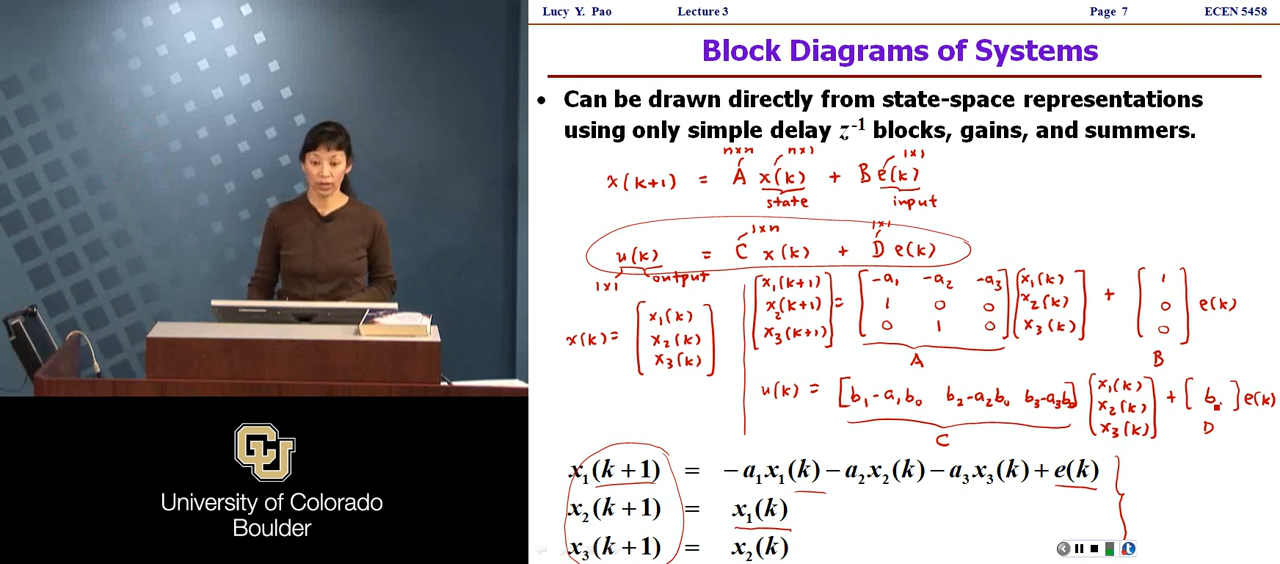 Lucy Y. Pao Lecture 3 Page 7 ECEN 5458
Block Diagrams of Systems
• Can be drawn directly from state-space representations
using only simple delay z⁻¹ blocks, gains, and summers.
n×n n×1 1×1
x(k+1) = A x(k) + B e(k)
state input
1×n 1×1
u(k) = C x(k) + D e(k)
1×1 output
x(k) = [x₁(k) x₂(k) x₃(k)]
[x₁(k+1) x₂(k+1) x₃(k+1)] = [-a₁ -a₂ -a₃ 1 0 0 0 1 0] [x₁(k) x₂(k) x₃(k)] + [1 0 0] e(k)
A B
u(k) = [b₁-a₁b₀ b₂-a₂b₀ b₃-a₃b₀] [x₁(k) x₂(k) x₃(k)] + [b₀] e(k)
C D
x₁(k+1) = -a₁x₁(k) - a₂x₂(k) - a₃x₃(k) + e(k)
x₂(k+1) = x₁(k)
x₃(k+1) = x₂(k)
CU
University of Colorado
Boulder